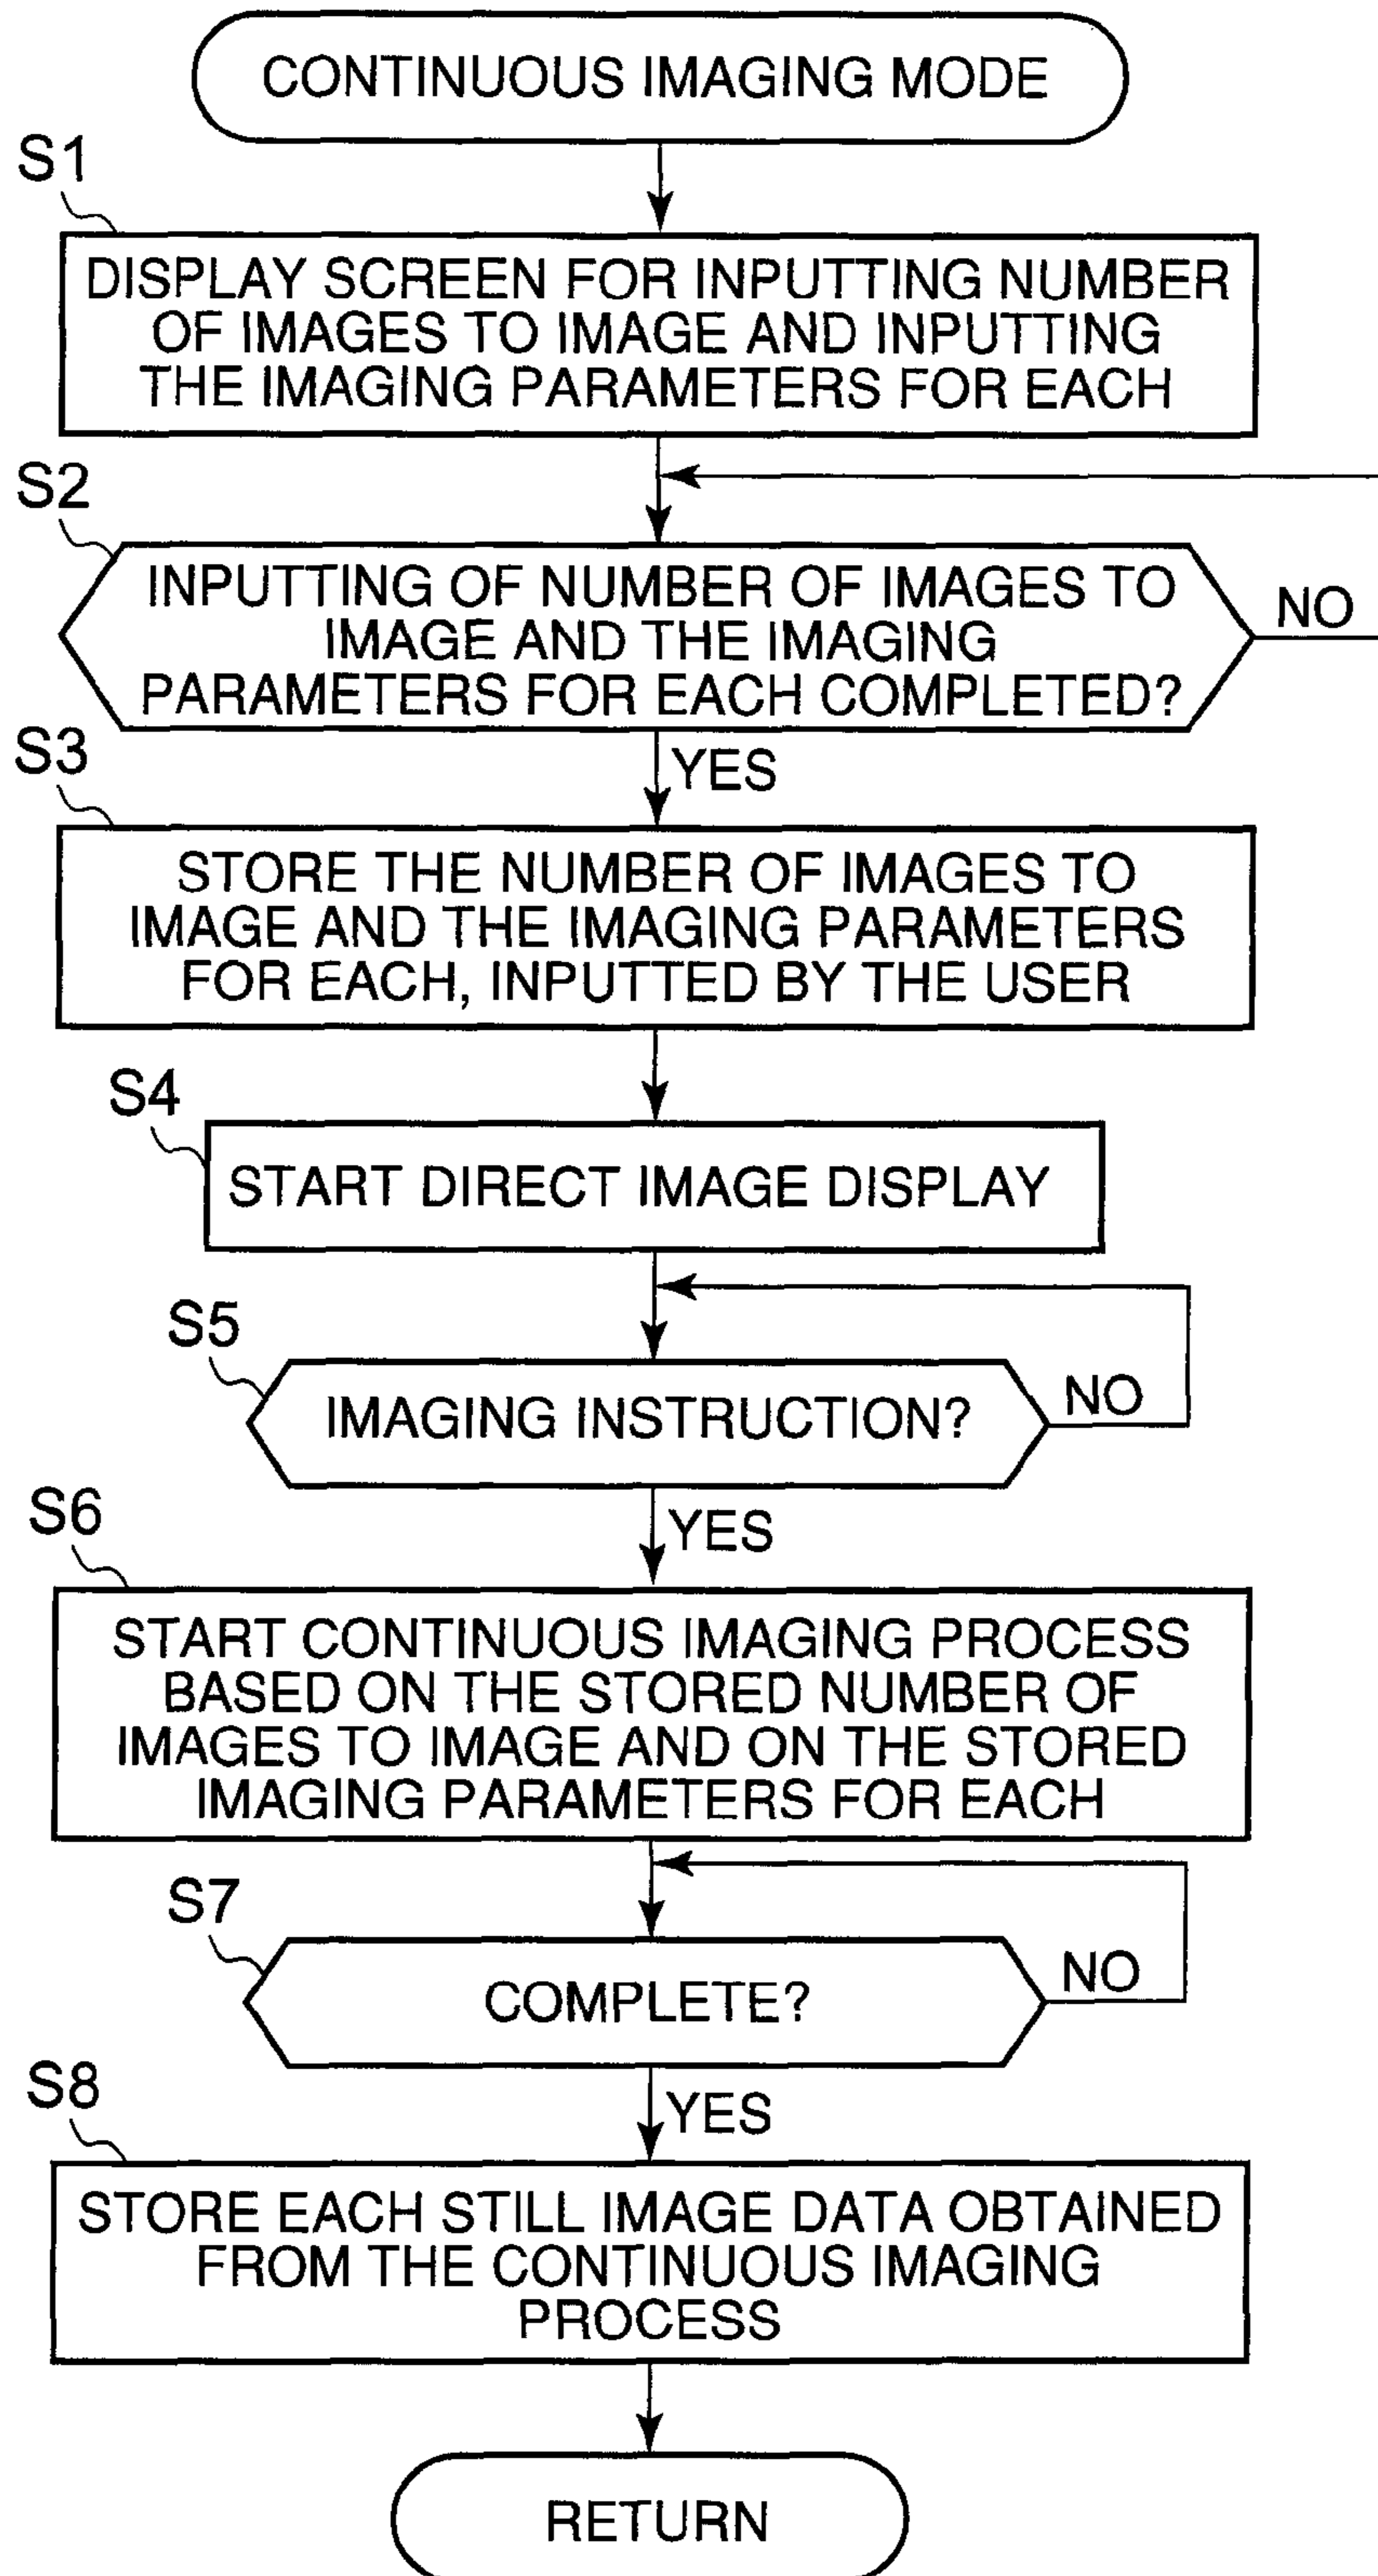 CONTINUOUS IMAGING MODE
S1
DISPLAY SCREEN FOR INPUTTING NUMBER
OF IMAGES TO IMAGE AND INPUTTING
THE IMAGING PARAMETERS FOR EACH
S2
INPUTTING OF NUMBER OF IMAGES TO
IMAGE AND THE IMAGING
PARAMETERS FOR EACH COMPLETED?
NO
YES
S3
STORE THE NUMBER OF IMAGES TO
IMAGE AND THE IMAGING PARAMETERS
FOR EACH, INPUTTED BY THE USER
S4
START DIRECT IMAGE DISPLAY
S5
IMAGING INSTRUCTION?
NO
YES
S6
START CONTINUOUS IMAGING PROCESS
BASED ON THE STORED NUMBER OF
IMAGES TO IMAGE AND ON THE STORED
IMAGING PARAMETERS FOR EACH
S7
COMPLETE?
NO
YES
S8
STORE EACH STILL IMAGE DATA OBTAINED
FROM THE CONTINUOUS IMAGING
PROCESS
RETURN